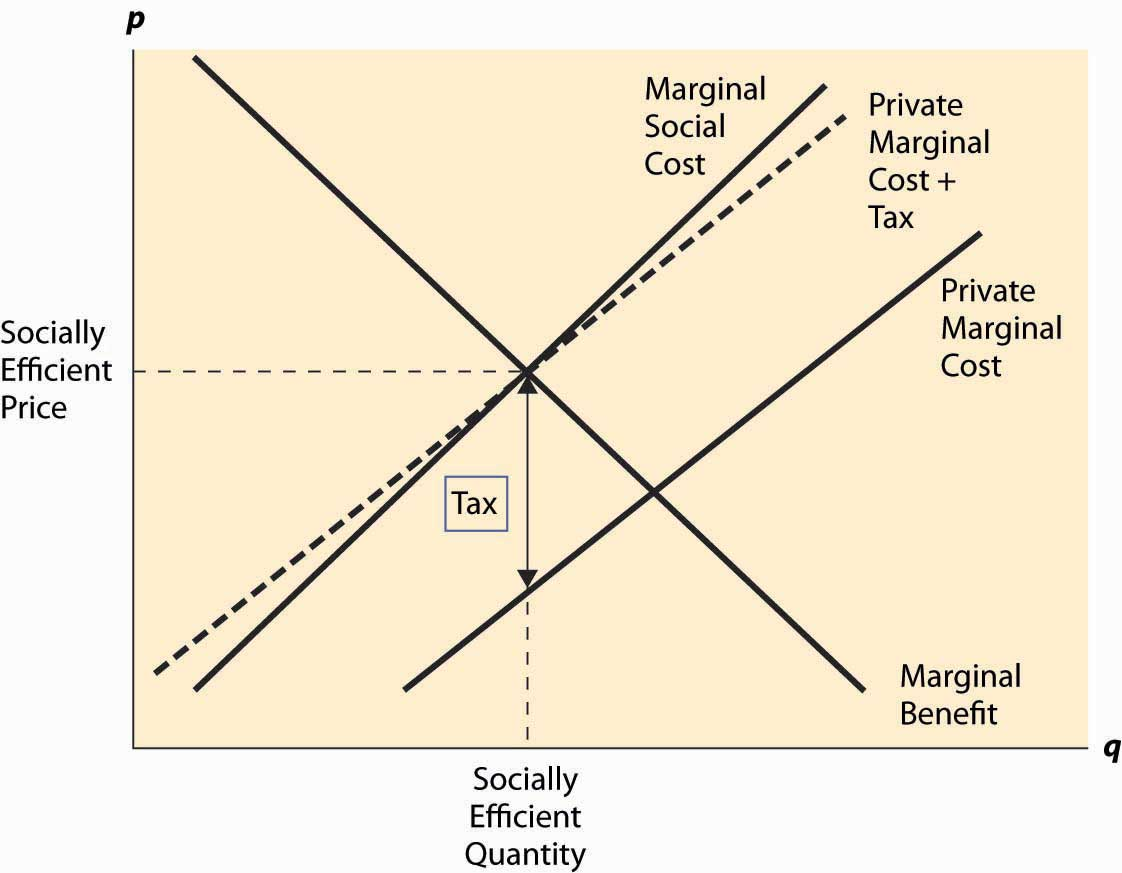 p
Marginal
Social
Cost
Private
Marginal
Cost +
Tax
Private
Marginal
Cost
Socially
Efficient
Price
Tax
Marginal
Benefit
q
Socially
Efficient
Quantity